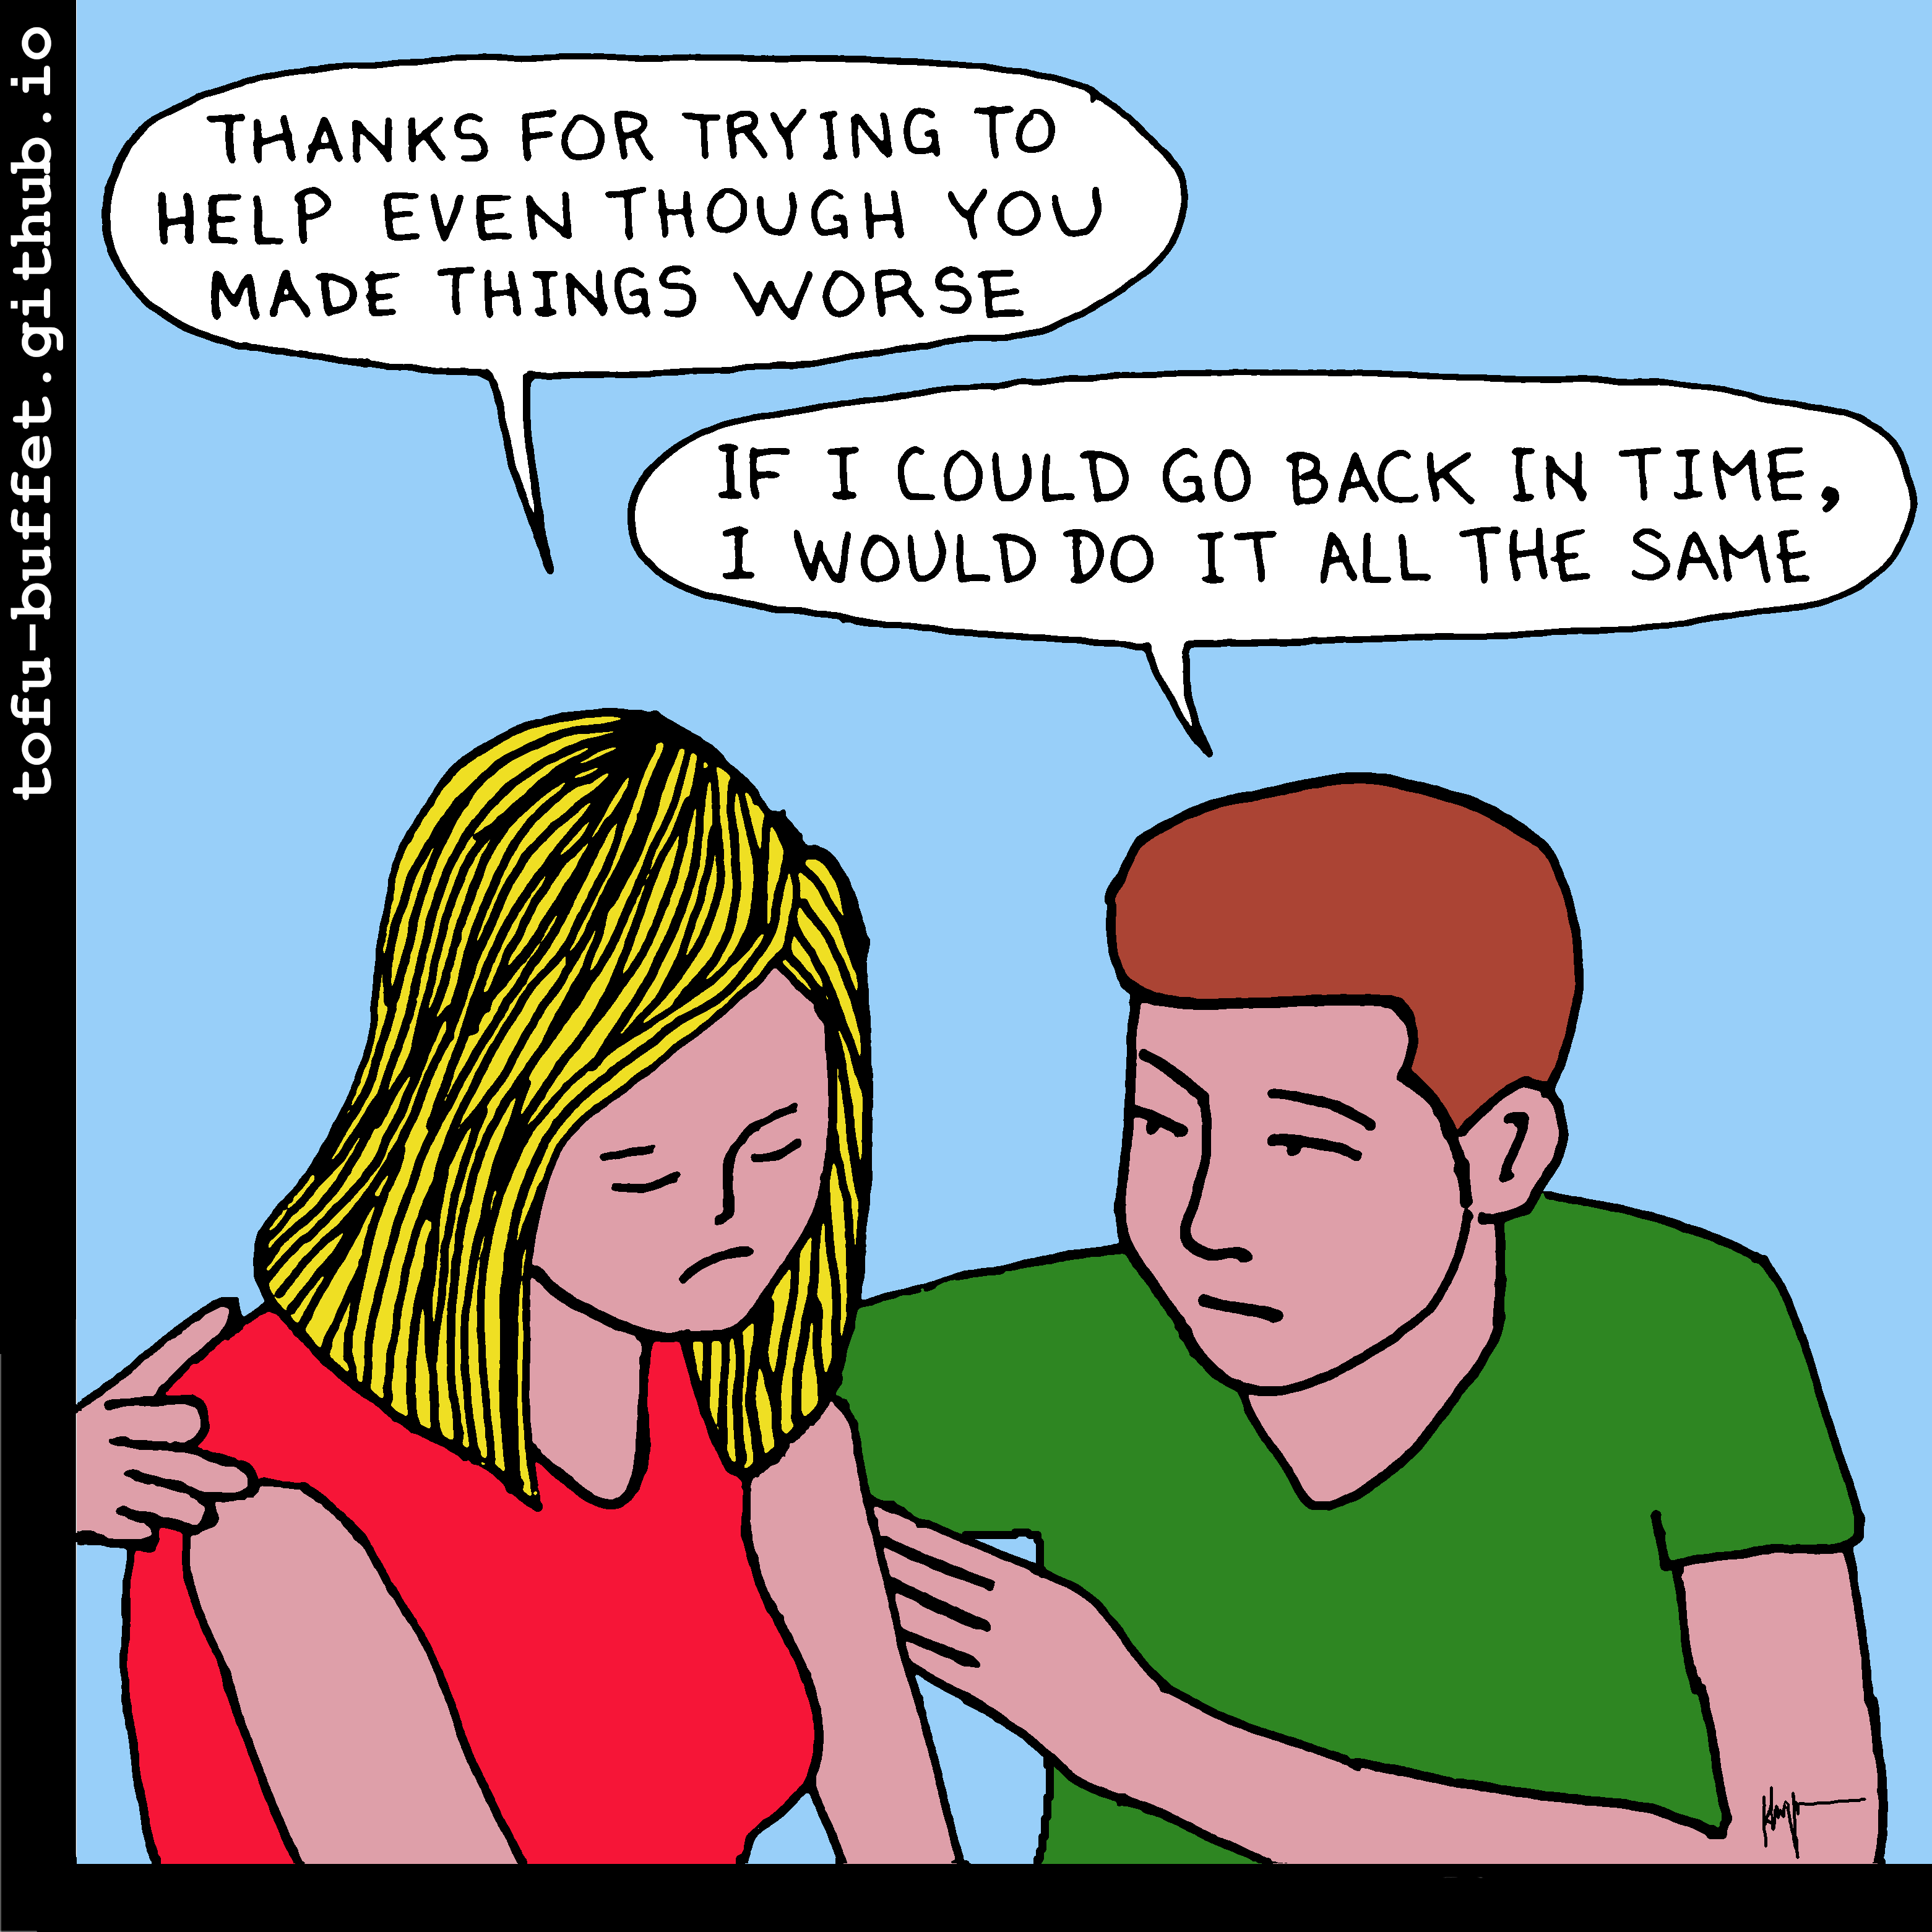 tofu-buffet.github.io
THANKS FOR TRYING TO
HELP EVEN THOUGH YOU
MADE THINGS WORSE
IF I COULD GO BACK IN TIME,
I WOULD DO IT ALL THE SAME